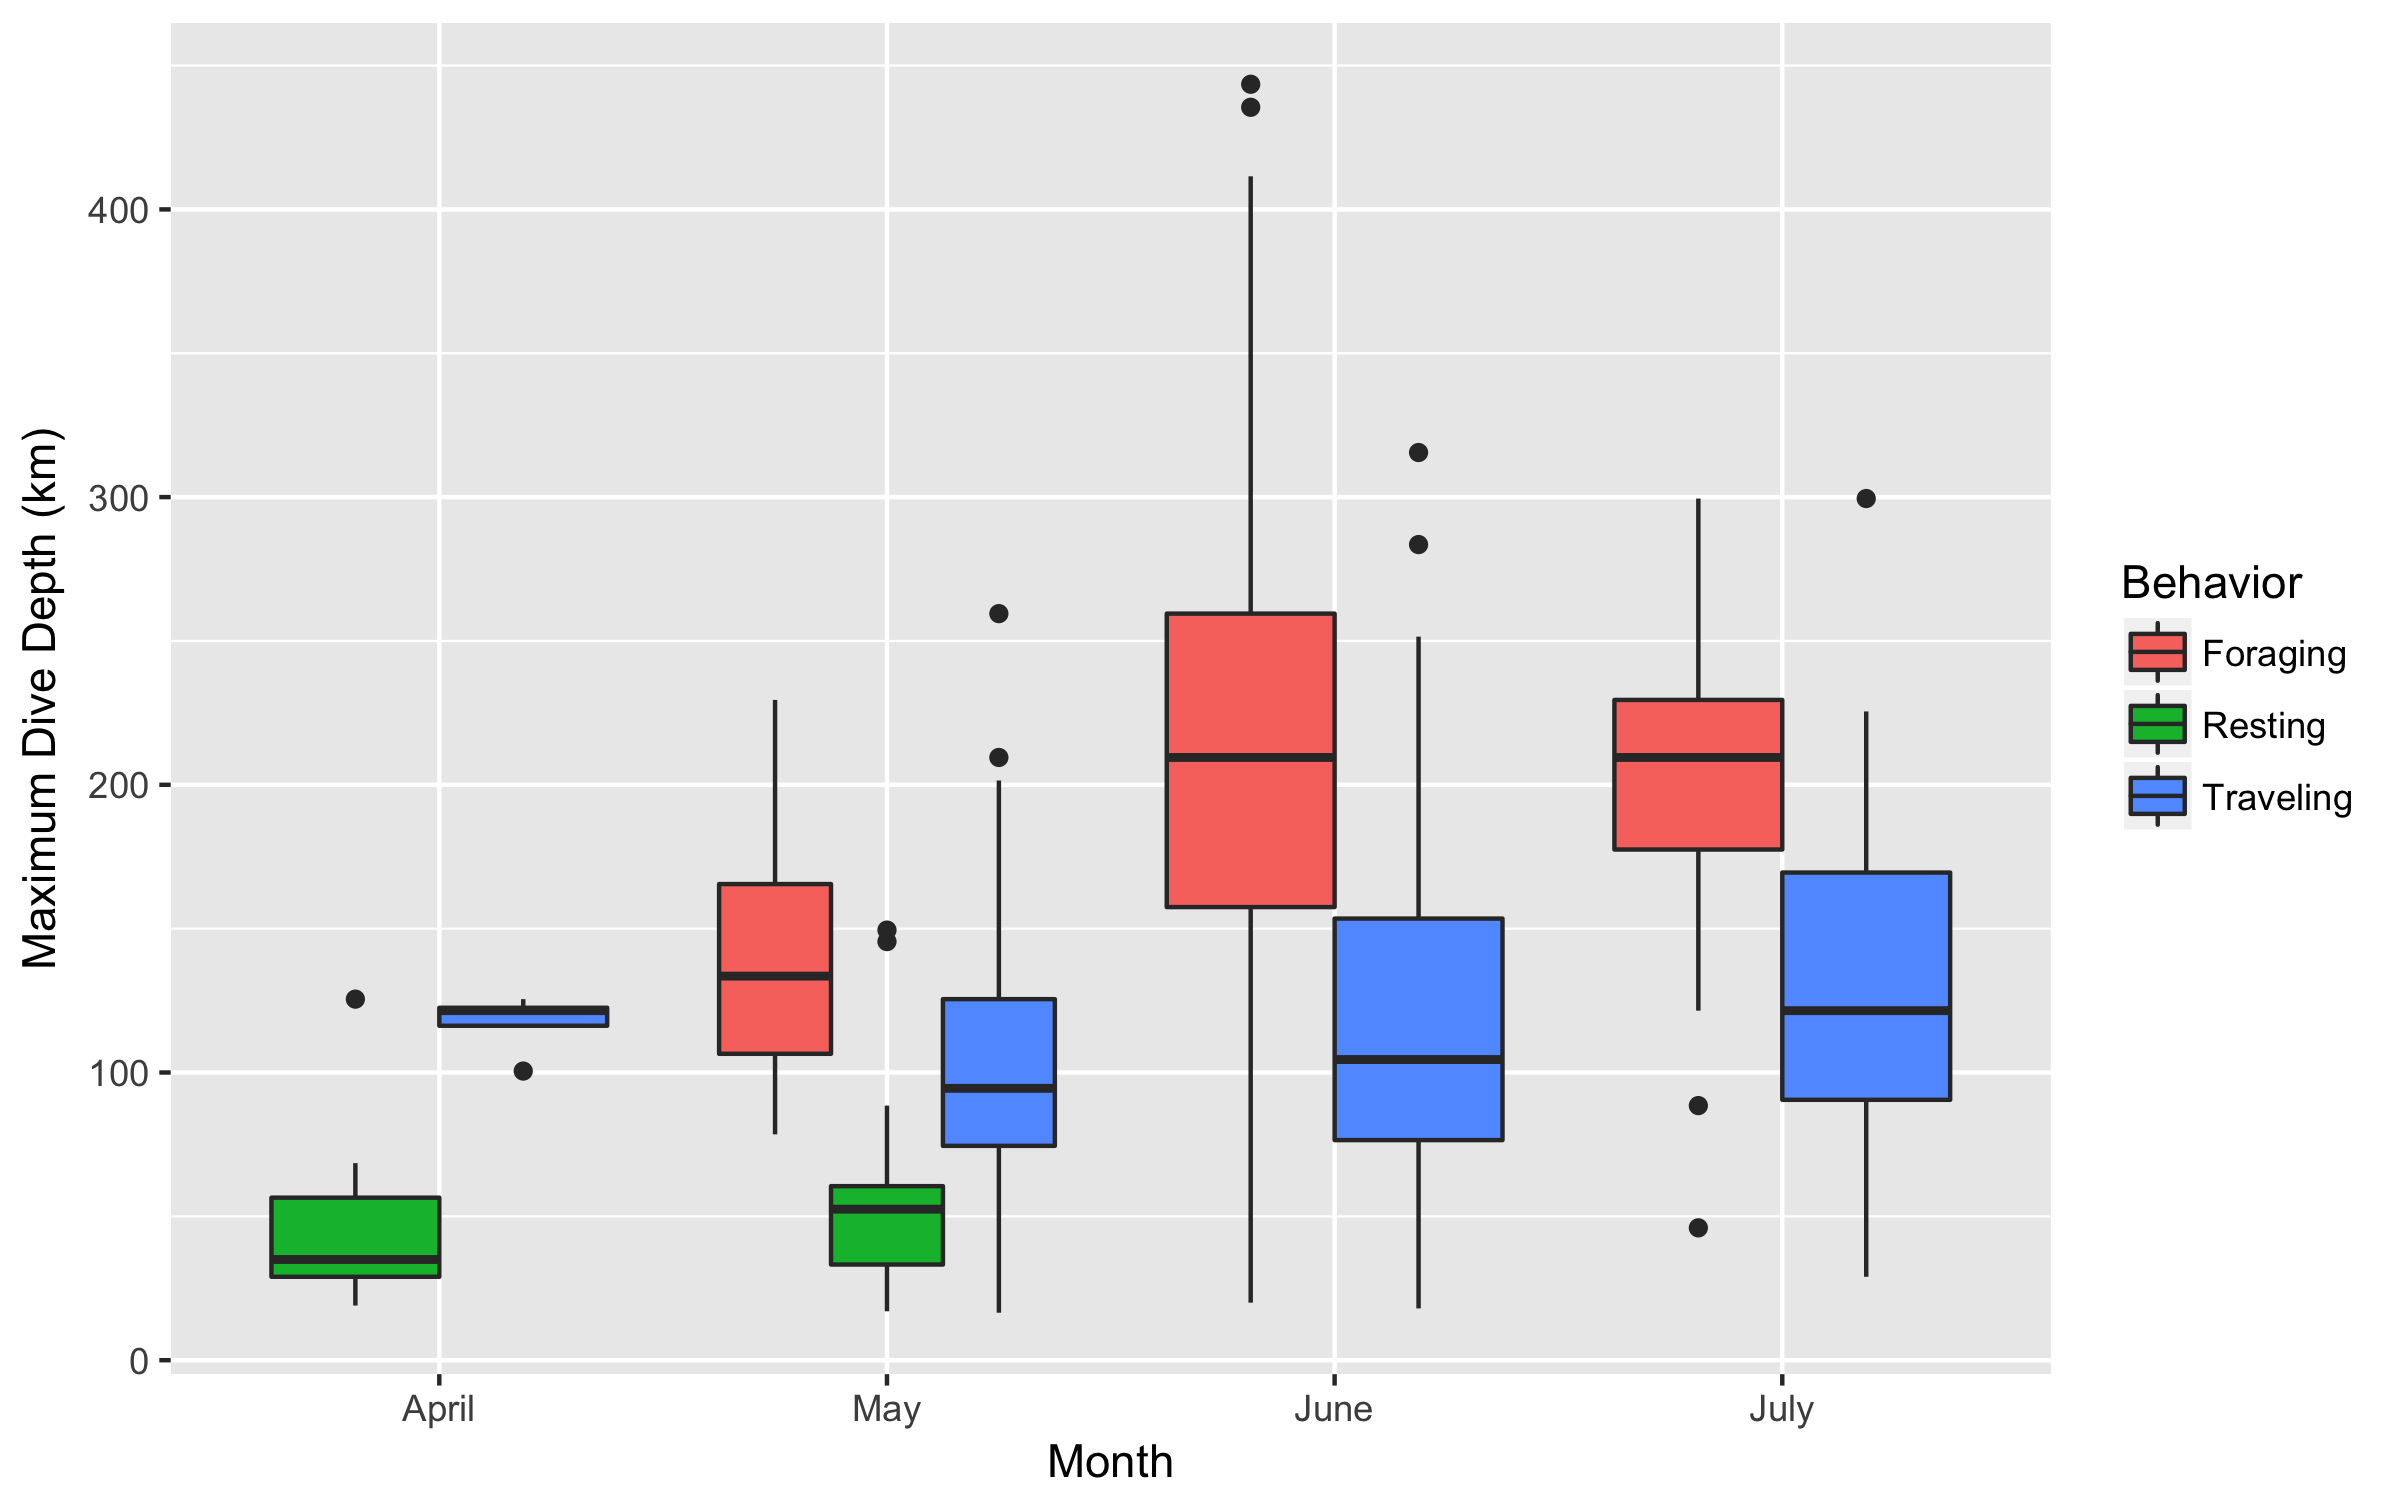 Maximum Dive Depth (km)
400
300
200
100
0
April
May
June
July
Month
Behavior
Foraging
Resting
Traveling